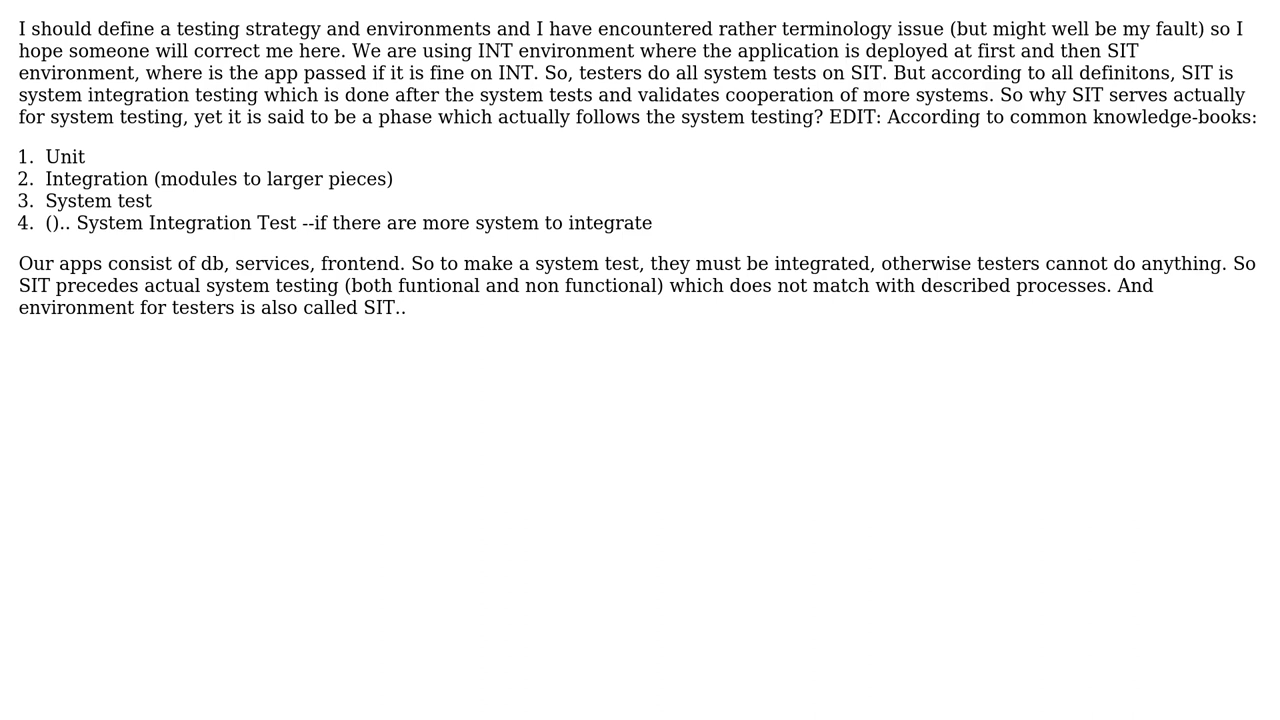 I should define a testing strategy and environments and I have encountered rather terminology issue (but might well be my fault) so I
hope someone will correct me here. We are using INT environment where the application is deployed at first and then SIT
environment, where is the app passed if it is fine on INT. So, testers do all system tests on SIT. But according to all definitons, SIT is
system integration testing which is done after the system tests and validates cooperation of more systems. So why SIT serves actually
for system testing, yet it is said to be a phase which actually follows the system testing? EDIT: According to common knowledge-books:
1. Unit
2. Integration (modules to larger pieces)
3. System test
4. ().. System Integration Test --if there are more system to integrate
Our apps consist of db, services, frontend. So to make a system test, they must be integrated, otherwise testers cannot do anything. So
SIT precedes actual system testing (both funtional and non functional) which does not match with described processes. And
environment for testers is also called SIT..